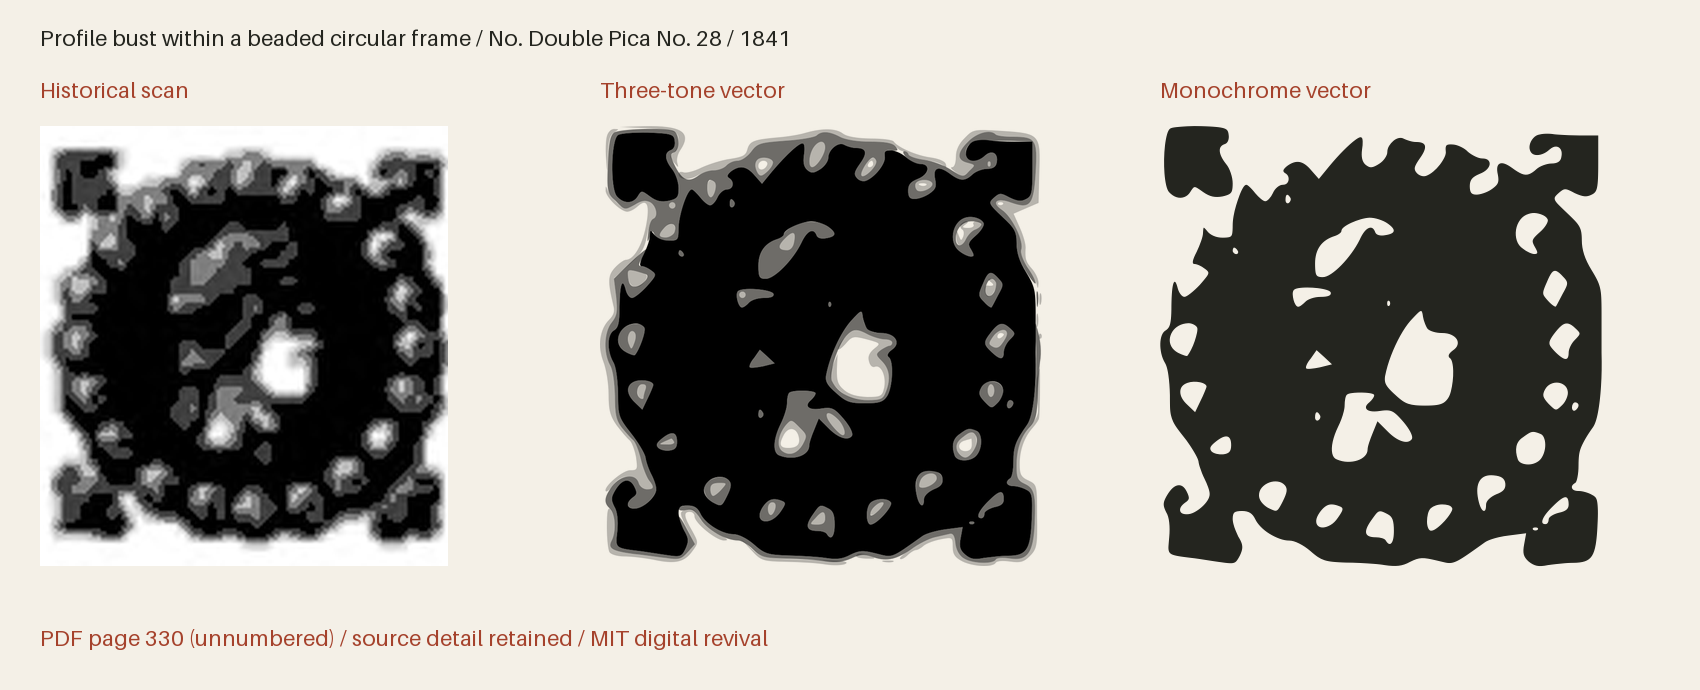 Profile bust within a beaded circular frame / No. Double Pica No. 28 / 1841
Historical scan
Three-tone vector
Monochrome vector
PDF page 330 (unnumbered) / source detail retained / MIT digital revival